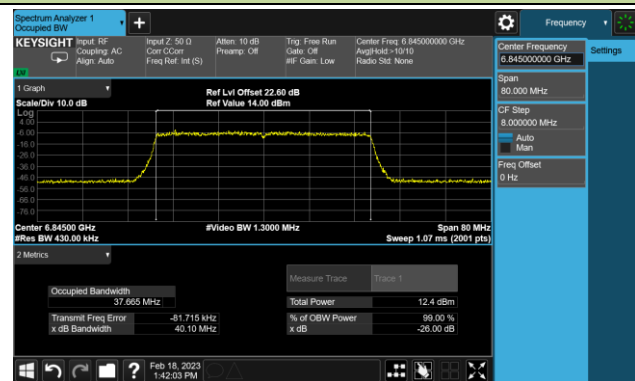 Spectrum Analyzer 1
Occupied BW
Frequency
KEYSIGHT
Input: RF
Coupling: AC
Align: Auto
Input Z: 50 Ω
Corr CCorr
Freq Ref: Int (S)
Atten: 10 dB
Preamp: Off
Trig: Free Run
Gate: Off
#IF Gain: Low
Center Freq: 6.845000000 GHz
Avg|Hold:>10/10
Radio Std: None
Center Frequency
6.845000000 GHz
Settings
Span
80.000 MHz
CF Step
8.000000 MHz
Auto
Man
Freq Offset
0 Hz
1 Graph
Scale/Div 10.0 dB
Ref Lvl Offset 22.60 dB
Ref Value 14.00 dBm
Log
4.00
-6.00
-16.0
-26.0
-36.0
-46.0
-56.0
-66.0
-76.0
Center 6.84500 GHz
#Res BW 430.00 kHz
#Video BW 1.3000 MHz
Span 80 MHz
Sweep 1.07 ms (2001 pts)
2 Metrics
Measure Trace
Trace 1
Occupied Bandwidth
37.665 MHz
Total Power
12.4 dBm
Transmit Freq Error
-81.715 kHz
% of OBW Power
99.00 %
x dB Bandwidth
40.10 MHz
x dB
-26.00 dB
Feb 18, 2023
1:42:03 PM